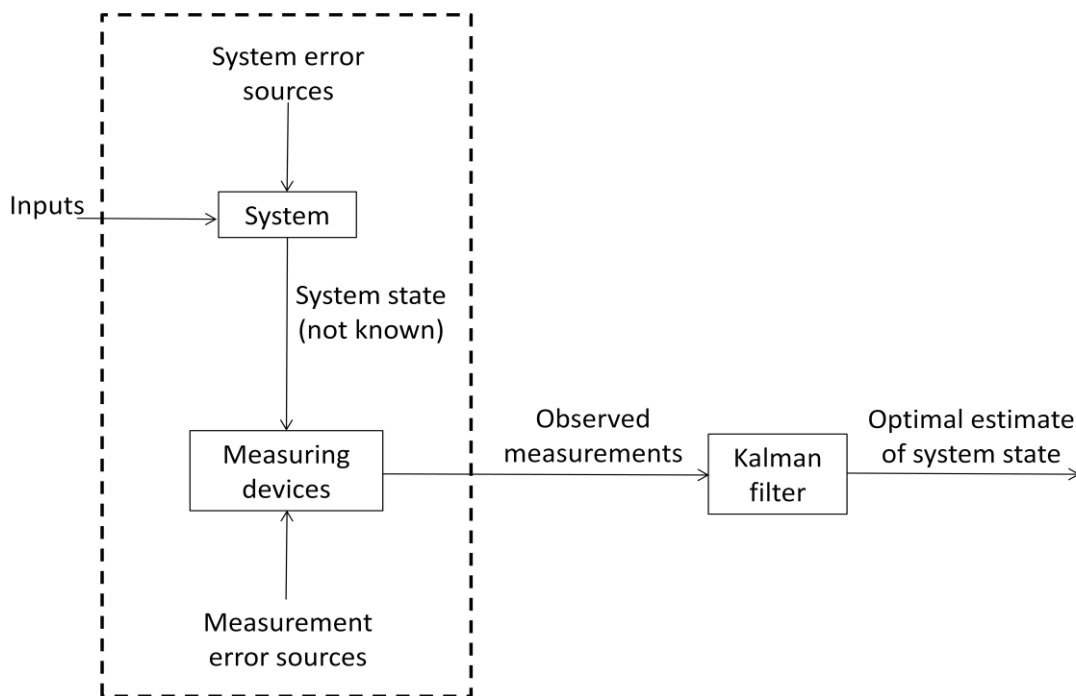 System error
sources
Inputs
System
System state
(not known)
Measuring
devices
Observed
measurements
Kalman
filter
Optimal estimate
of system state
Measurement
error sources